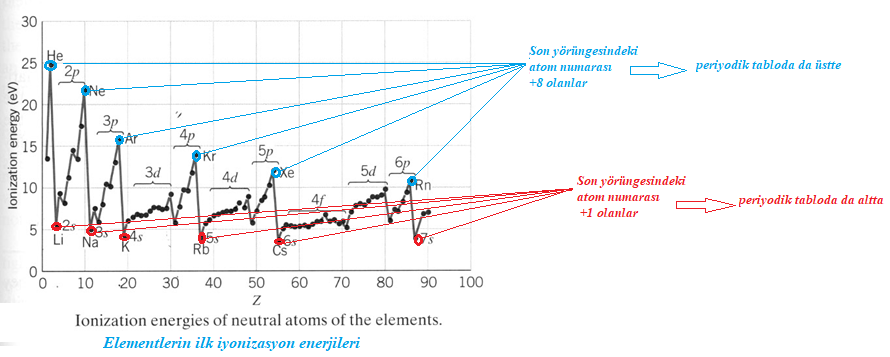 Ionization energy (eV)
30
25
20
15
10
5
0
He
2p
Ne
3p
Ar
4p
Kr
5p
Xe
6p
Rn
3d
4d
4f
5d
2s
3s
4s
5s
6s
7s
Li
Na
K
Rb
Cs
0 10 20 30 40 50 60 70 80 90 100
Z
Son yörüngesindeki
atom numarası
+8 olanlar
periyodik tabloda da üstte
Son yörüngesindeki
atom numarası
+1 olanlar
periyodik tabloda da altta
Ionization energies of neutral atoms of the elements.
Elementlerin ilk iyonizasyon enerjileri